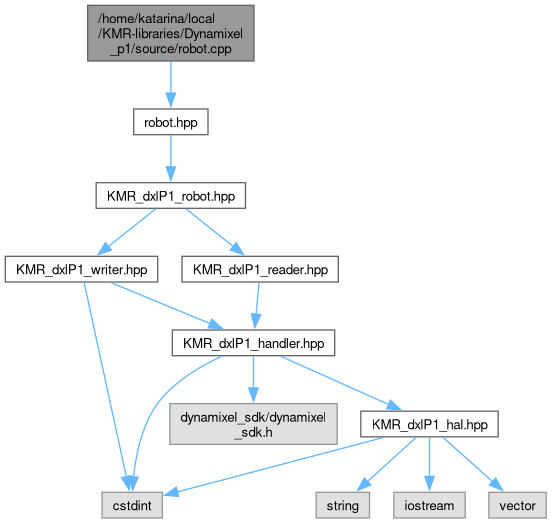 /home/katarina/local
/KMR-libraries/Dynamixel
_p1/source/robot.cpp
robot.hpp
KMR_dxlP1_robot.hpp
KMR_dxlP1_writer.hpp
KMR_dxlP1_reader.hpp
KMR_dxlP1_handler.hpp
dynamixel_sdk/dynamixel
_sdk.h
KMR_dxlP1_hal.hpp
cstdint
string
iostream
vector